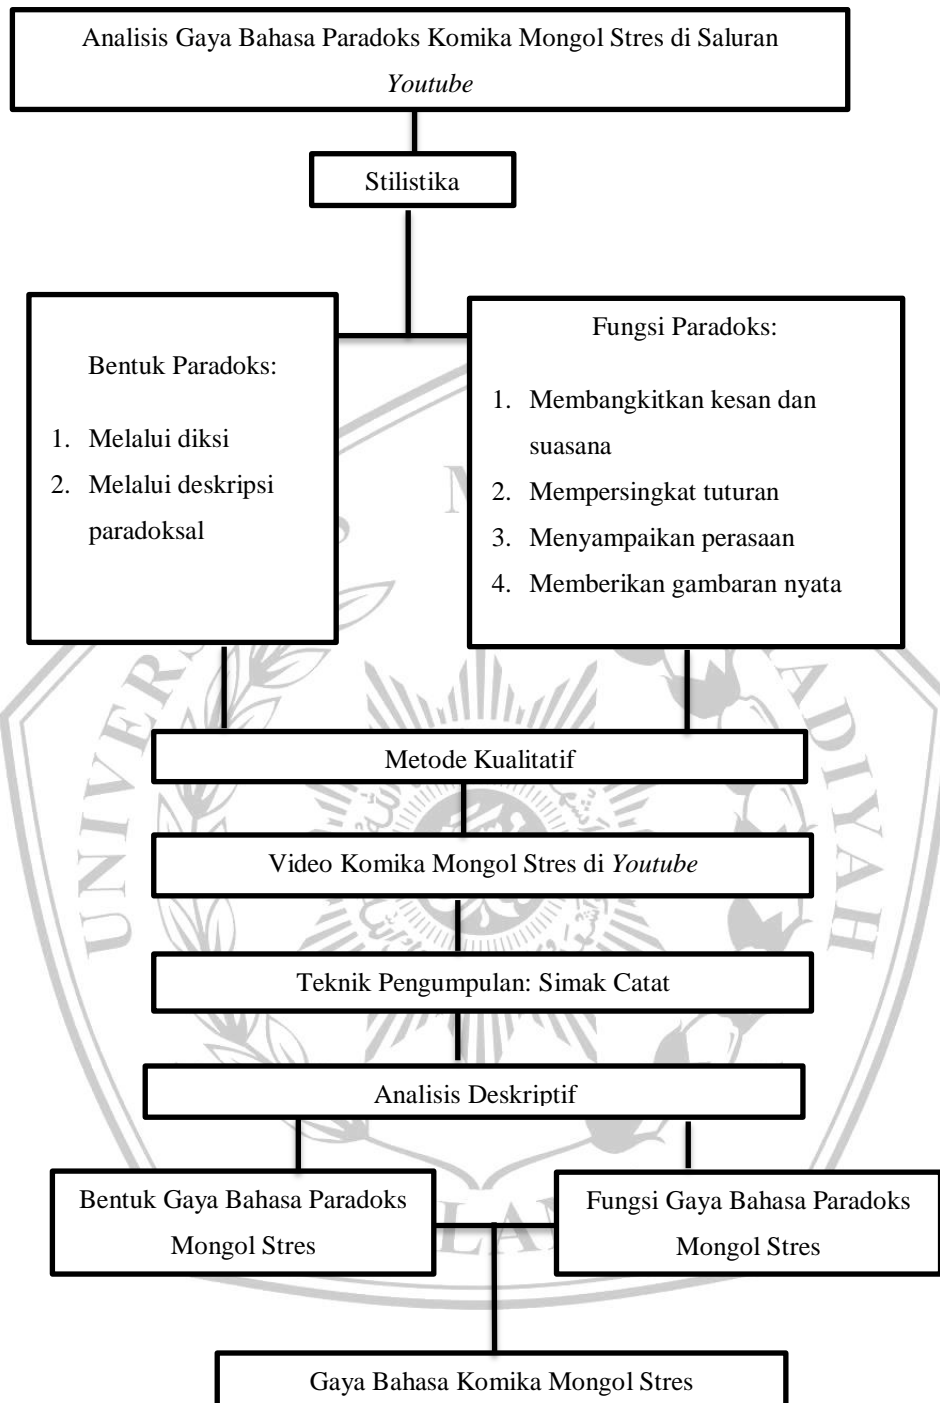 Analisis Gaya Bahasa Paradoks Komika Mongol Stres di Saluran
Youtube
Stilistika
Bentuk Paradoks:
1. Melalui diksi
2. Melalui deskripsi
paradoksal
Fungsi Paradoks:
1. Membangkitkan kesan dan
suasana
2. Mempersingkat tuturan
3. Menyampaikan perasaan
4. Memberikan gambaran nyata
Metode Kualitatif
Video Komika Mongol Stres di Youtube
Teknik Pengumpulan: Simak Catat
Analisis Deskriptif
Bentuk Gaya Bahasa Paradoks
Mongol Stres
Fungsi Gaya Bahasa Paradoks
Mongol Stres
Gaya Bahasa Komika Mongol Stres